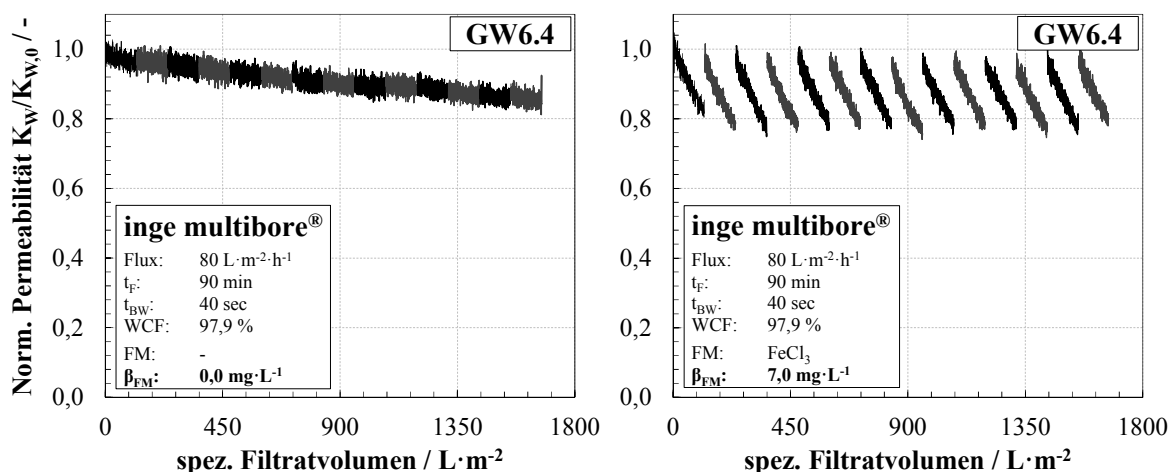 Norm. Permeabilität K_W/K_W,0 / -
1,0
0,8
0,6
0,4
0,2
0,0
GW6.4
inge multibore®
Flux: 80 L·m⁻²·h⁻¹
t_F: 90 min
t_BW: 40 sec
WCF: 97,9 %
FM: -
β_FM: 0,0 mg·L⁻¹
0 450 900 1350 1800
spez. Filtratvolumen / L·m⁻²
1,0
0,8
0,6
0,4
0,2
0,0
GW6.4
inge multibore®
Flux: 80 L·m⁻²·h⁻¹
t_F: 90 min
t_BW: 40 sec
WCF: 97,9 %
FM: FeCl₃
β_FM: 7,0 mg·L⁻¹
0 450 900 1350 1800
spez. Filtratvolumen / L·m⁻²